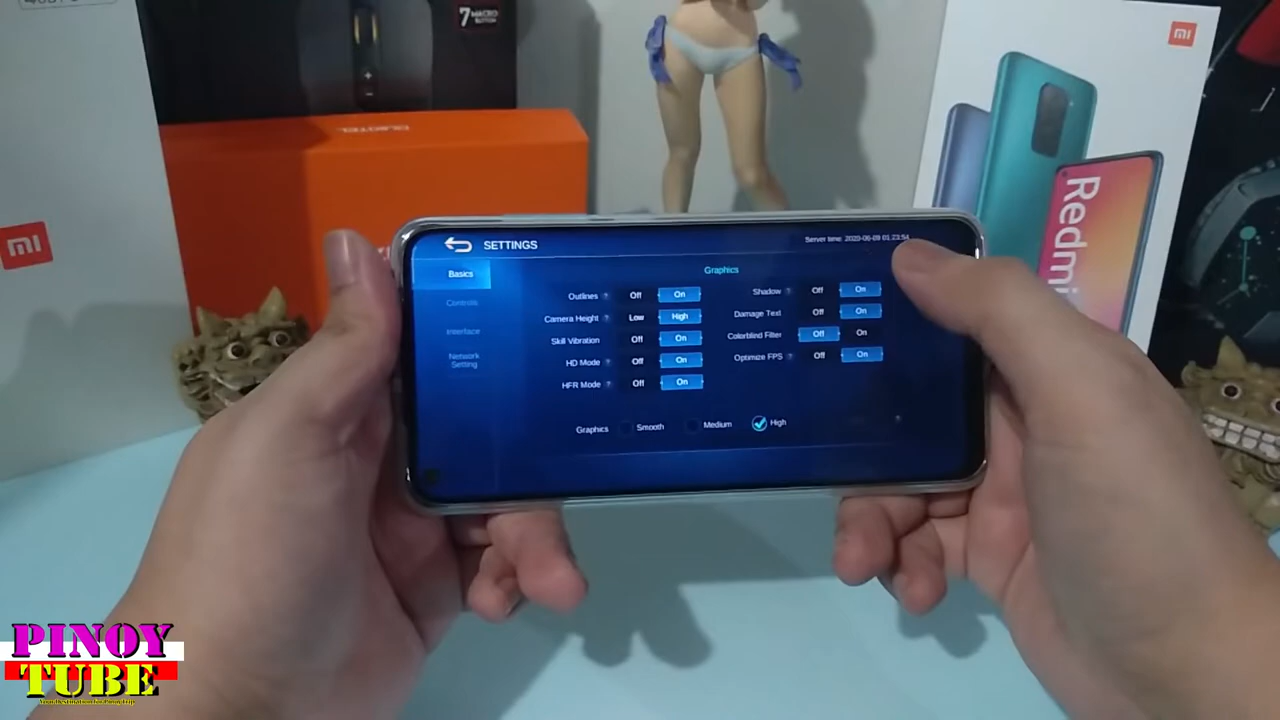 7 MACRO
BUTTON
OUKITEL
mi
mi
Redmi
SETTINGS
Server time: 2020-06-09 01:23:54
Basics
Controls
Interface
Network
Setting
Graphics
Outlines ? Off On
Shadow ? Off On
Camera Height ? Low High
Damage Text Off On
Skill Vibration Off On
Colorblind Filter Off On
HD Mode ? Off On
Optimize FPS ? Off On
HFR Mode ? Off On
Graphics Smooth Medium High ?
PINOY
TUBE